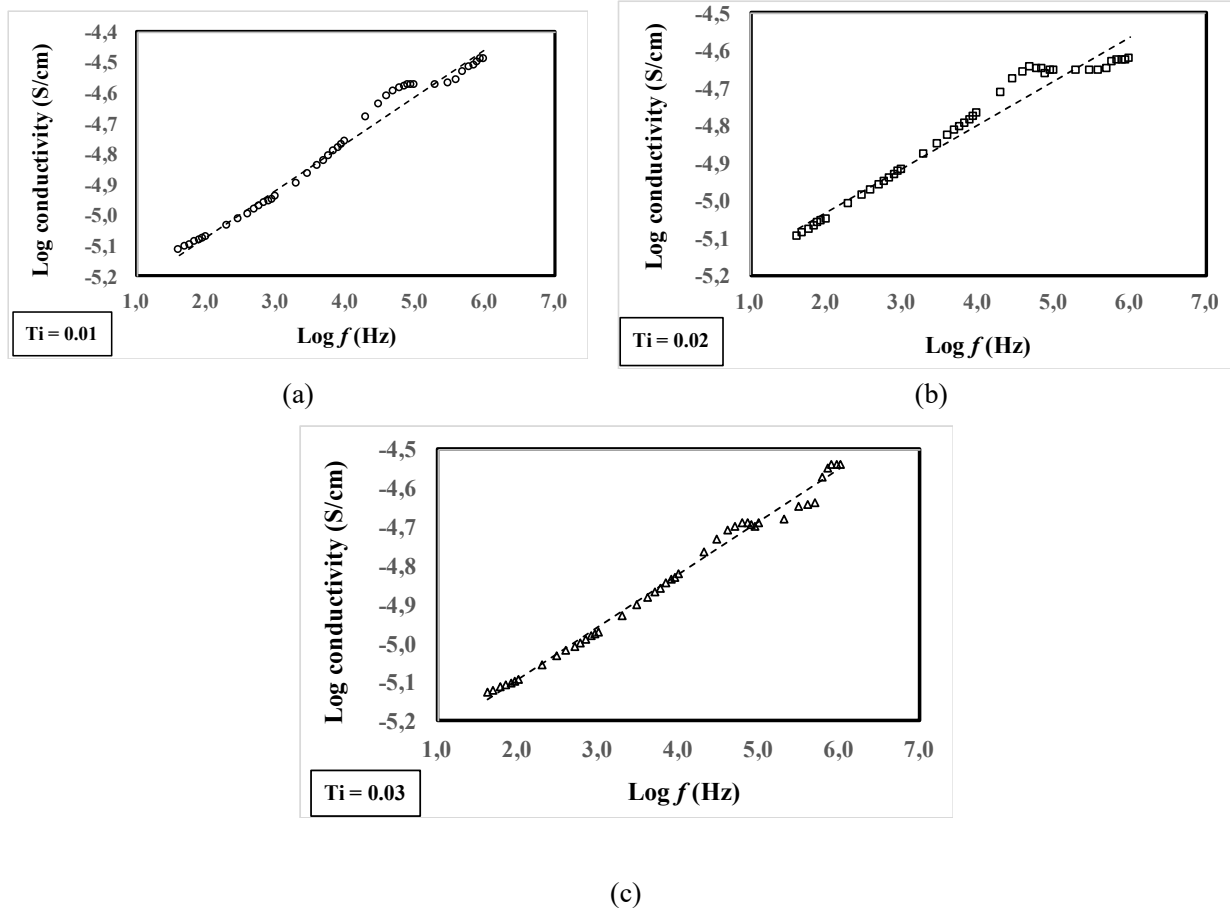 -4,4
-4,5
-4,6
-4,7
-4,8
-4,9
-5,0
-5,1
-5,2
Log conductivity (S/cm)
1,0 2,0 3,0 4,0 5,0 6,0 7,0
Log f (Hz)
Ti = 0.01
(a)
-4,5
-4,6
-4,7
-4,8
-4,9
-5,0
-5,1
-5,2
Log conductivity (S/cm)
1,0 2,0 3,0 4,0 5,0 6,0 7,0
Log f (Hz)
Ti = 0.02
(b)
-4,5
-4,6
-4,7
-4,8
-4,9
-5,0
-5,1
-5,2
Log conductivity (S/cm)
1,0 2,0 3,0 4,0 5,0 6,0 7,0
Log f (Hz)
Ti = 0.03
(c)